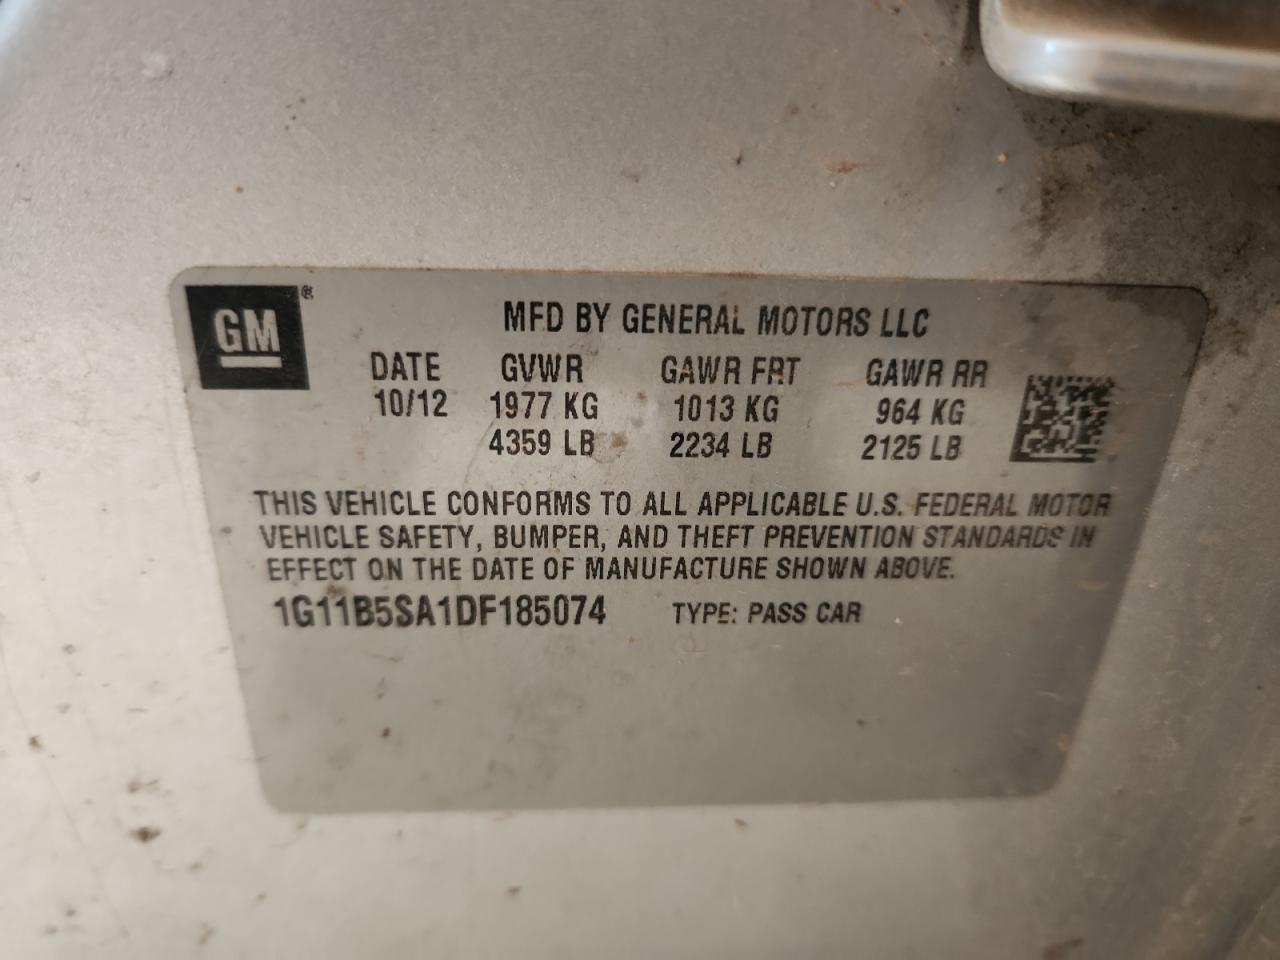 GM®
MFD BY GENERAL MOTORS LLC
DATE GVWR GAWR FRT GAWR RR
10/12 1977 KG 1013 KG 964 KG
4359 LB 2234 LB 2125 LB
THIS VEHICLE CONFORMS TO ALL APPLICABLE U.S. FEDERAL MOTOR
VEHICLE SAFETY, BUMPER, AND THEFT PREVENTION STANDARDS IN
EFFECT ON THE DATE OF MANUFACTURE SHOWN ABOVE.
1G11B5SA1DF185074 TYPE: PASS CAR